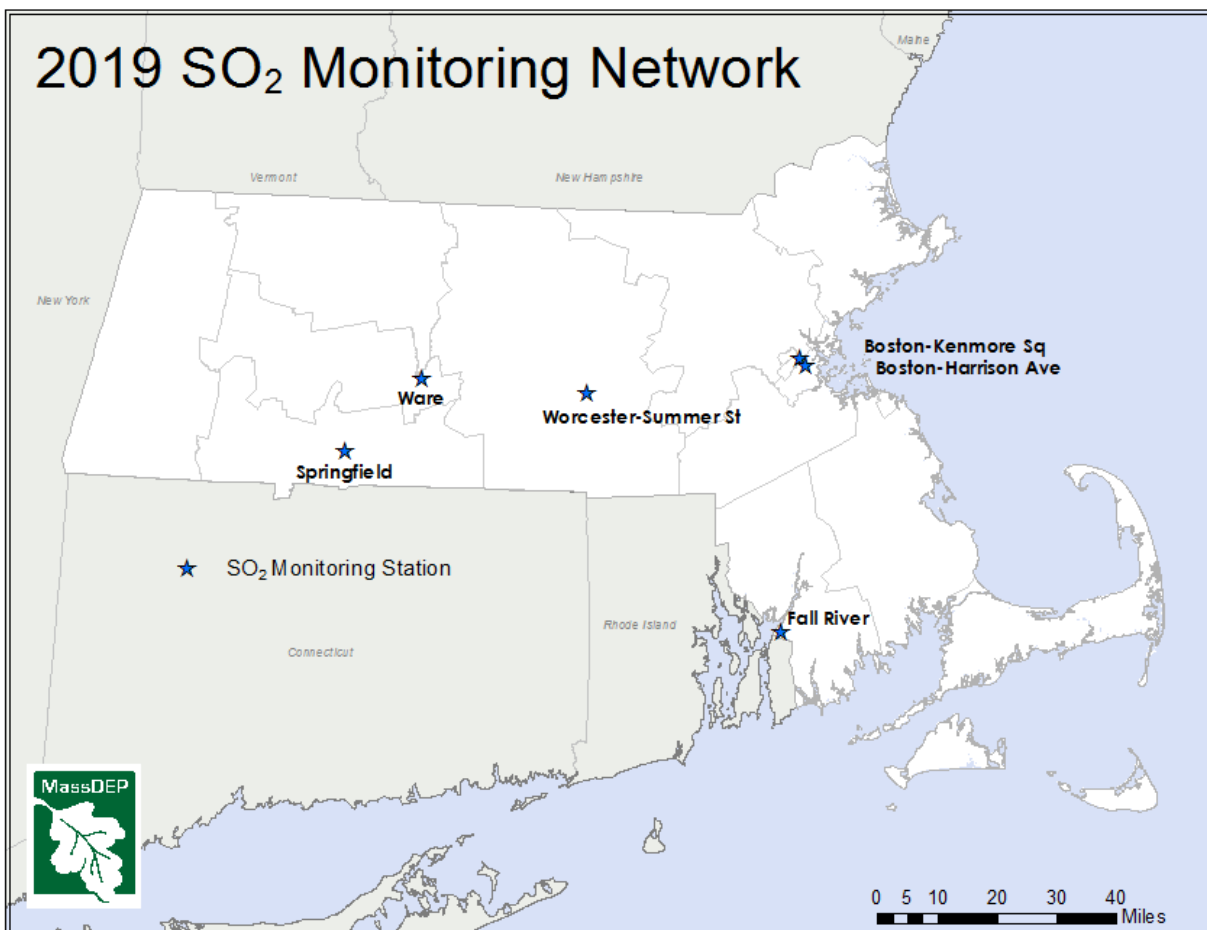 2019 SO₂ Monitoring Network
Maine
Vermont
New Hampshire
New York
Boston-Kenmore Sq
Boston-Harrison Ave
Ware
Worcester-Summer St
Springfield
SO₂ Monitoring Station
Fall River
Rhode Island
Connecticut
MassDEP
0 5 10 20 30 40
Miles